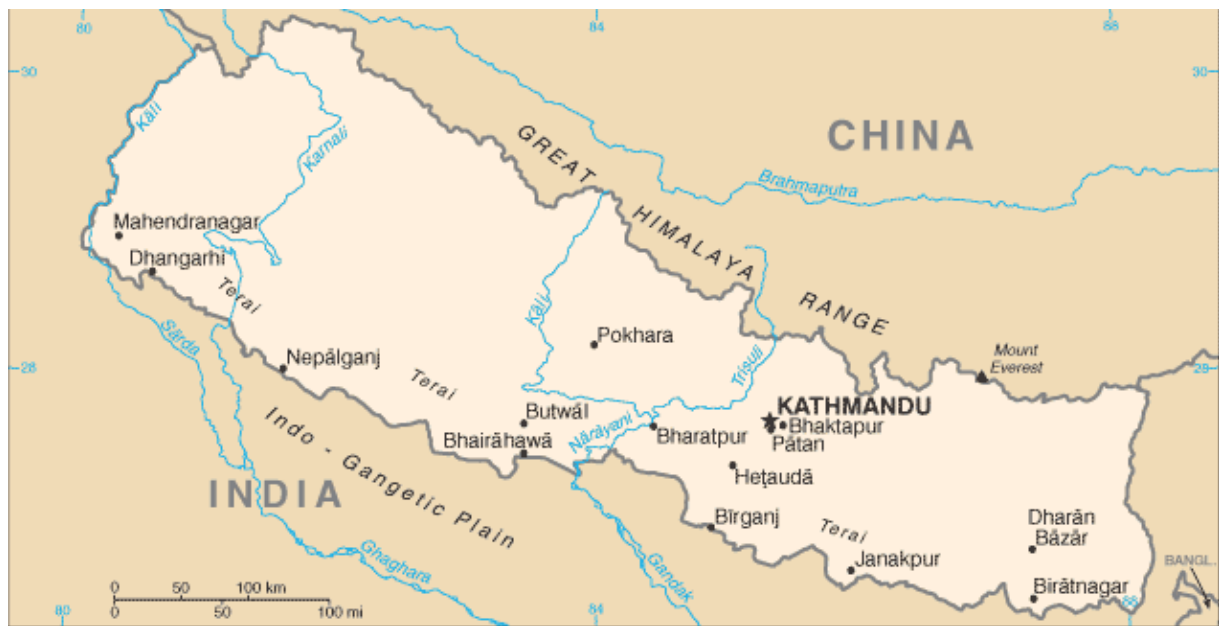 80
84
88
30
30
CHINA
GREAT
HIMALAYA
RANGE
Brahmaputra
Kāli
Karnali
Mahendranagar
Dhangarhi
Terai
Sārda
Kāli
Pokhara
Trisuli
Mount
Everest
28
28
Nepālganj
Terai
Butwāl
Bhairāhawā
Nārāyani
Bharatpur
KATHMANDU
Bhaktapur
Pātan
Heţaudā
INDIA
Indo - Gangetic Plain
Bīrganj
Terai
Janakpur
Dharān
Bāzār
Birātnagar
BANGL.
Ghaghara
Gandak
0 50 100 km
0 50 100 mi
80
84
88